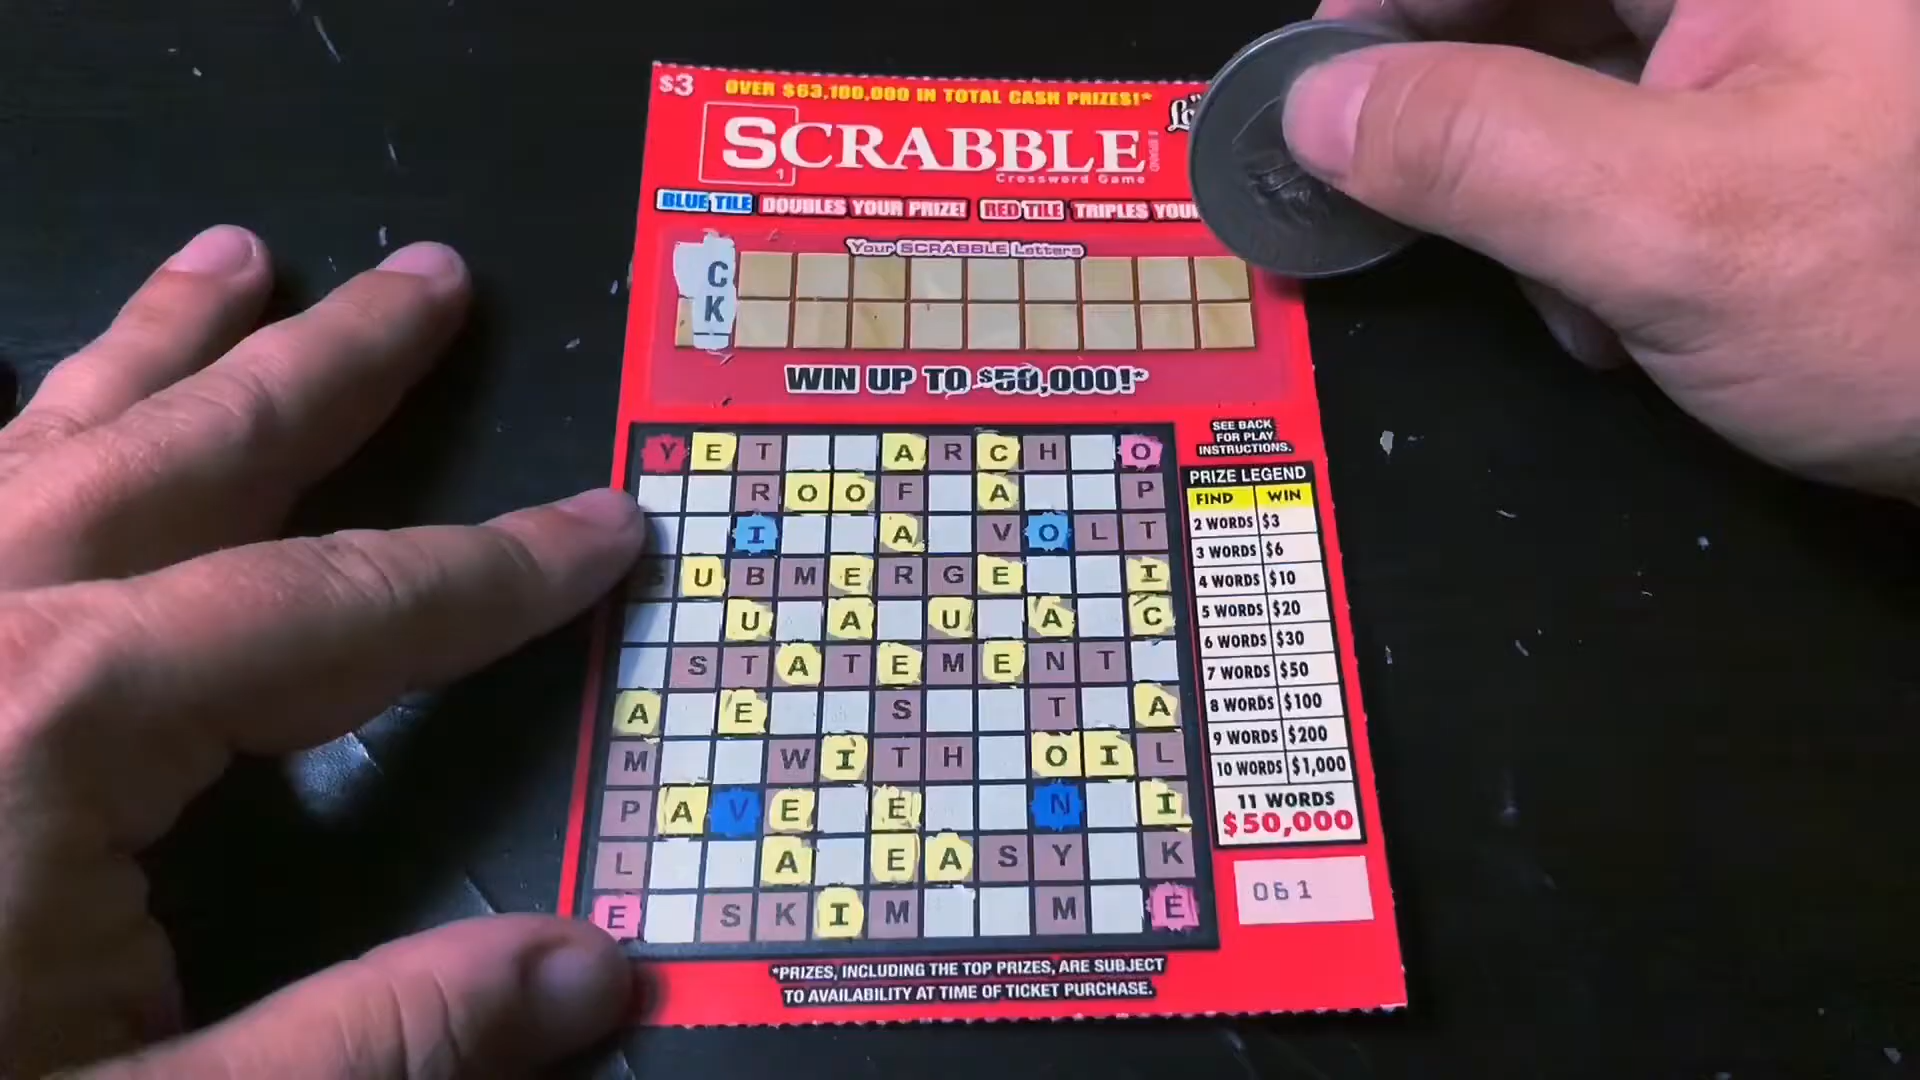 $3 OVER $63,100,000 IN TOTAL CASH PRIZES!*
SCRABBLE
1
Crossword Game
BLUE TILE DOUBLES YOUR PRIZE! RED TILE TRIPLES YOU
Your SCRABBLE Letters
C
K
WIN UP TO $50,000!*
SEE BACK
FOR PLAY
INSTRUCTIONS.
Y E T A R C H O
R O O F A P
I A V O L T
U B M E R G E I
U A U A C
S T A T E M E N T
A E S T A
M W I T H O I L
P A V E E N I
L A E A S Y K
E S K I M M E
PRIZE LEGEND
FIND WIN
2 WORDS $3
3 WORDS $6
4 WORDS $10
5 WORDS $20
6 WORDS $30
7 WORDS $50
8 WORDS $100
9 WORDS $200
10 WORDS $1,000
11 WORDS
$50,000
061
*PRIZES, INCLUDING THE TOP PRIZES, ARE SUBJECT
TO AVAILABILITY AT TIME OF TICKET PURCHASE.